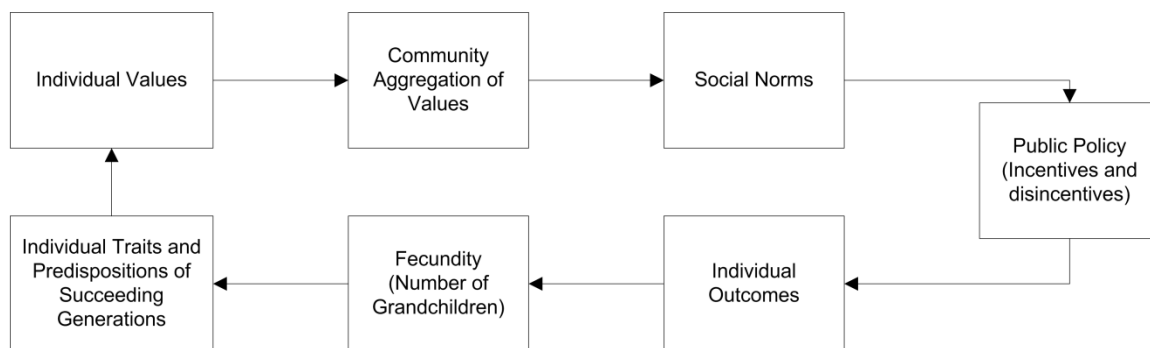 Individual Values
Community
Aggregation of
Values
Social Norms
Public Policy
(Incentives and
disincentives)
Individual
Outcomes
Fecundity
(Number of
Grandchildren)
Individual Traits and
Predispositions of
Succeeding
Generations